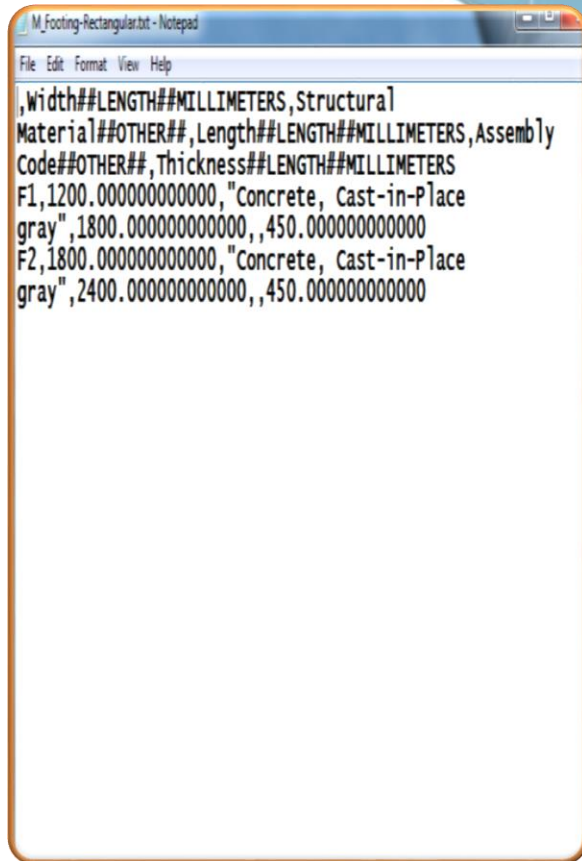 M_Footing-Rectangular.txt - Notepad
File Edit Format View Help
,Width##LENGTH##MILLIMETERS,Structural
Material##OTHER##,Length##LENGTH##MILLIMETERS,Assembly
Code##OTHER##,Thickness##LENGTH##MILLIMETERS
F1,1200.000000000000,"Concrete, Cast-in-Place
gray",1800.000000000000,,450.000000000000
F2,1800.000000000000,"Concrete, Cast-in-Place
gray",2400.000000000000,,450.000000000000